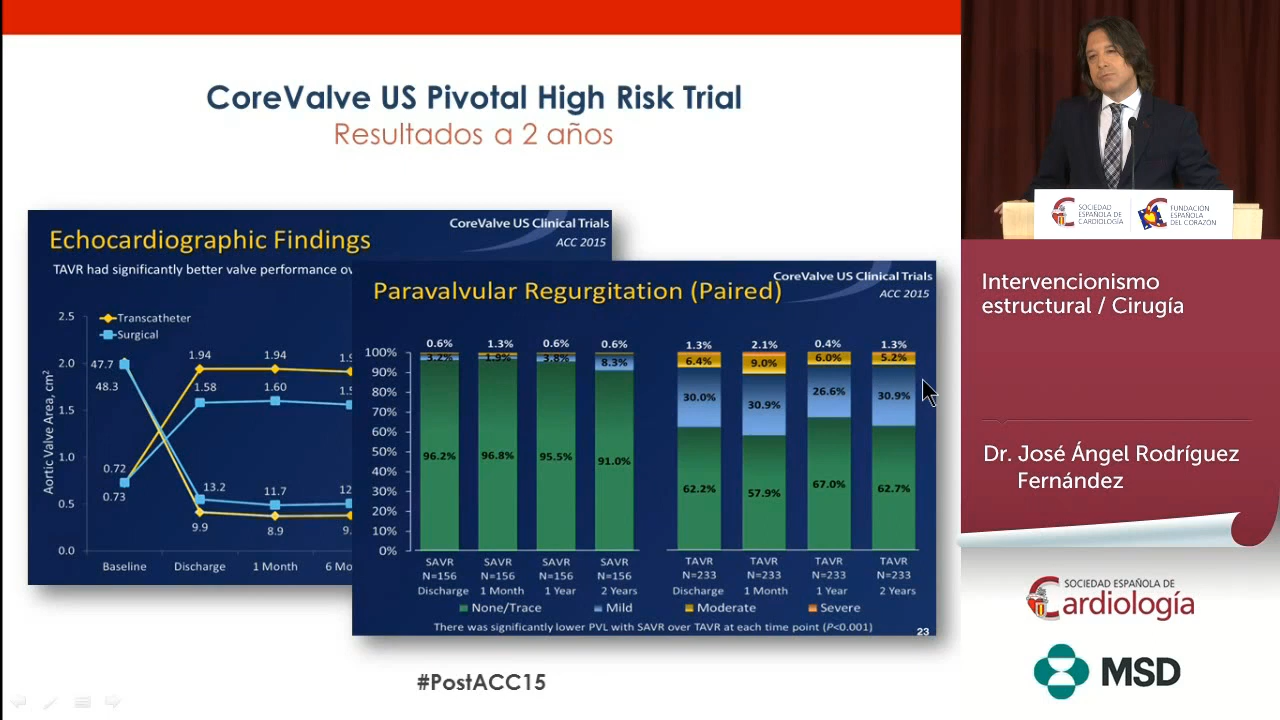 CoreValve US Pivotal High Risk Trial
Resultados a 2 años
CoreValve US Clinical Trials
ACC 2015
Echocardiographic Findings
TAVR had significantly better valve performance
Transcatheter
Surgical
Aortic Valve Area, cm²
2.5
2.0
1.5
1.0
0.5
0.0
47.7
48.3
0.72
0.73
1.94
1.94
1.58
1.60
13.2
11.7
12
9.9
8.9
Baseline
Discharge
1 Month
CoreValve US Clinical Trials
ACC 2015
Paravalvular Regurgitation (Paired)
100%
90%
80%
70%
60%
50%
40%
30%
20%
10%
0%
0.6% 1.3% 0.6% 0.6% 1.3% 2.1% 0.4% 1.3%
3.2% 1.9% 3.8% 6.4% 9.0% 6.0% 5.2%
8.3% 30.0% 30.9% 26.6% 30.9%
96.2% 96.8% 95.5% 91.0% 62.2% 57.9% 67.0% 62.7%
SAVR SAVR SAVR SAVR TAVR TAVR TAVR TAVR
N=156 N=156 N=156 N=156 N=233 N=233 N=233 N=233
Discharge 1 Month 1 Year 2 Years Discharge 1 Month 1 Year 2 Years
None/Trace Mild Moderate Severe
There was significantly lower PVL with SAVR over TAVR at each time point (P<0.001)
23
#PostACC15
SOCIEDAD
ESPAÑOLA DE
CARDIOLOGÍA
FUNDACIÓN
ESPAÑOLA
DEL CORAZÓN
Intervencionismo
estructural / Cirugía
Dr. José Ángel Rodríguez
Fernández
SOCIEDAD ESPAÑOLA DE
Cardiología
MSD